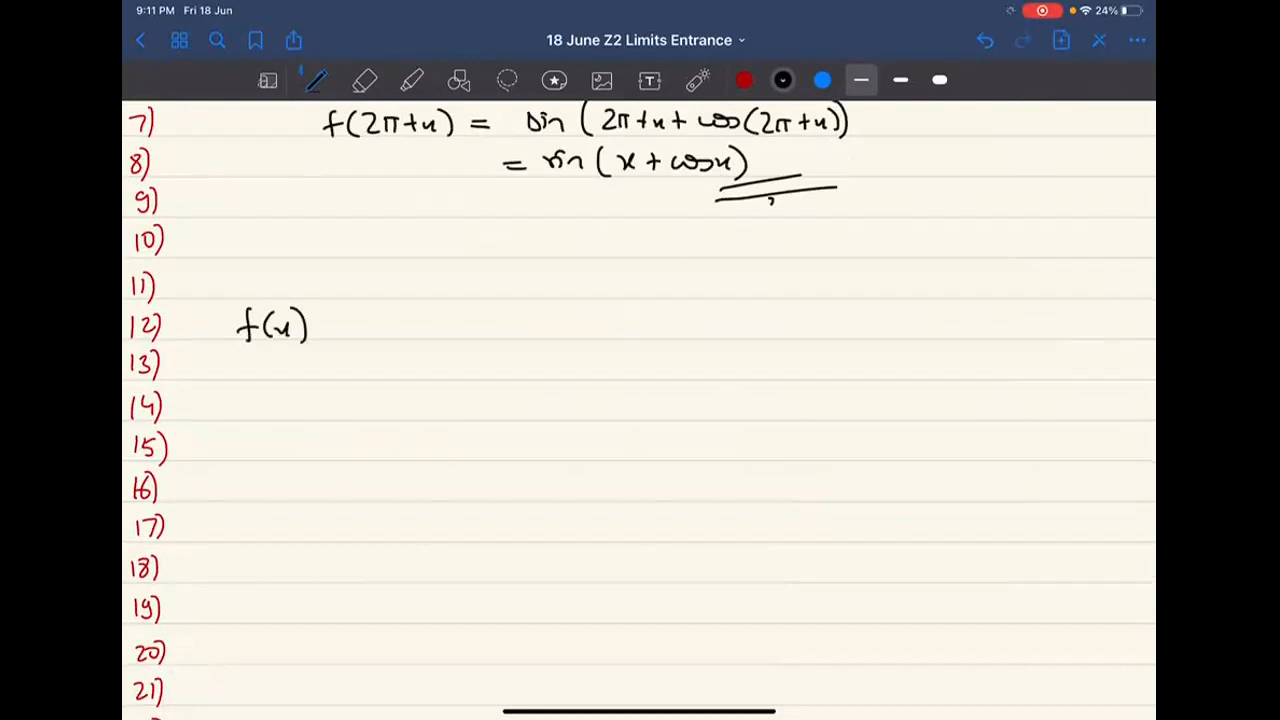 9:11 PM Fri 18 Jun
24%
18 June Z2 Limits Entrance
7) f(2π+x) = sin (2π+x+cos(2π+x))
8) = sin (x+cosx)
9)
10)
11)
12) f(x)
13)
14)
15)
16)
17)
18)
19)
20)
21)